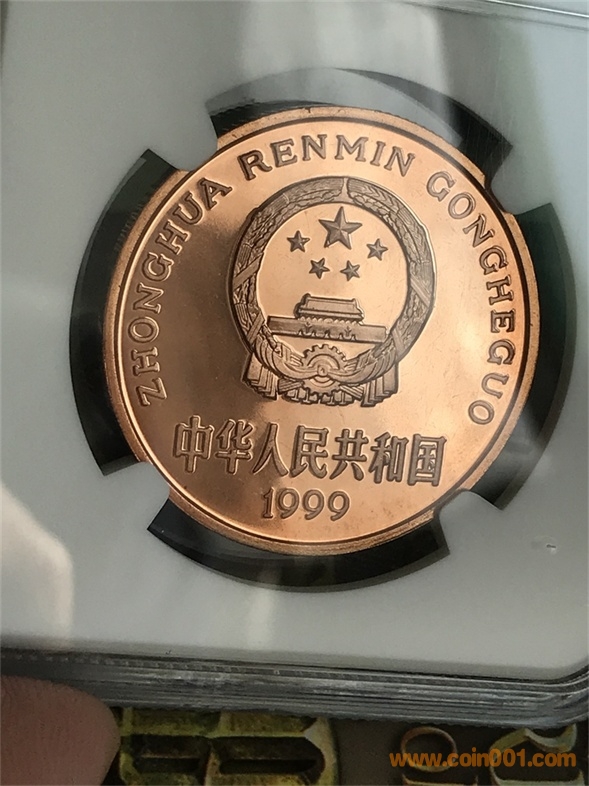 ZHONGHUA RENMIN GONGHEGUO
中华人民共和国
1999
www.coin001.com